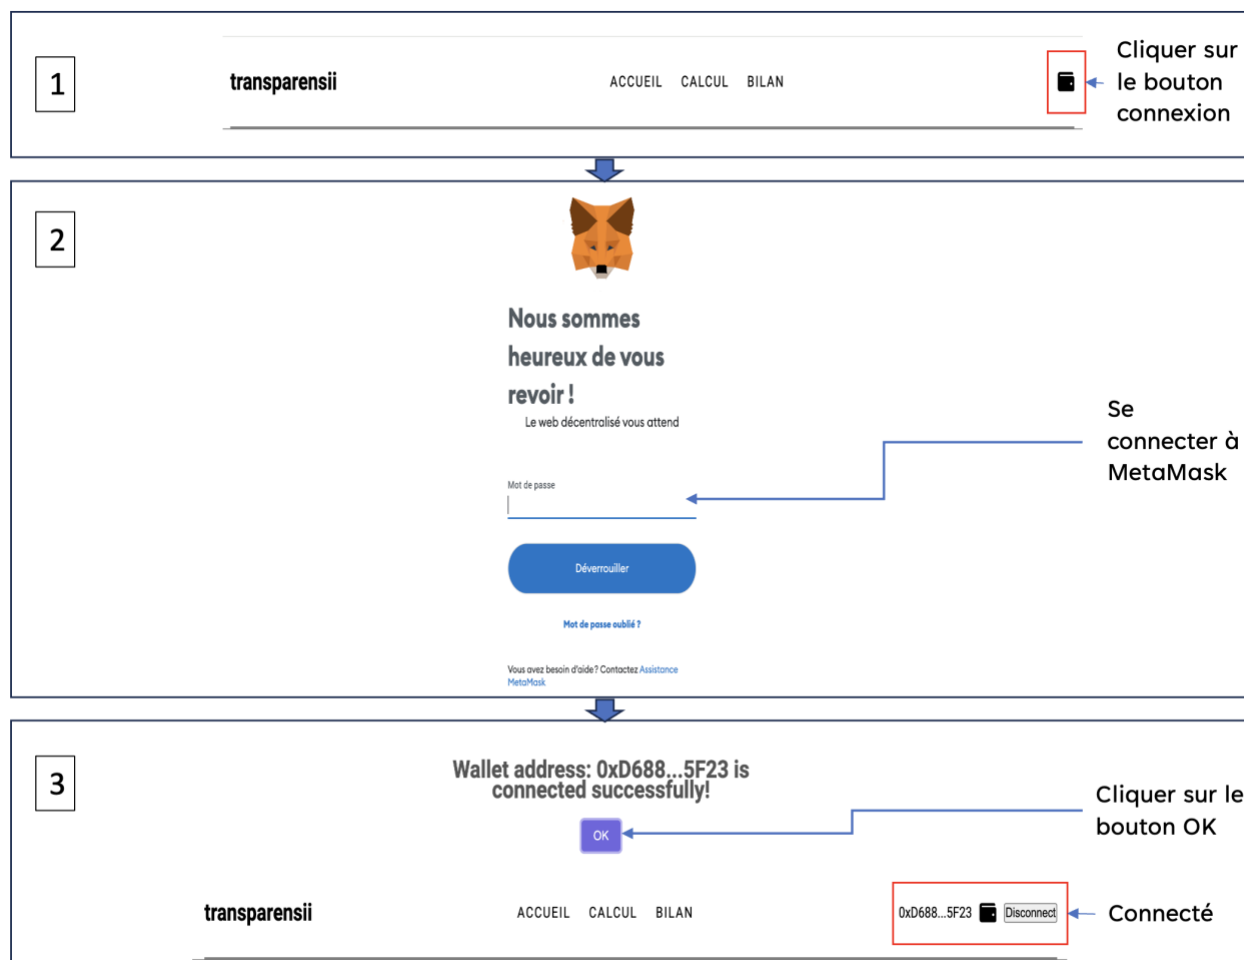 1
transparensii
ACCUEIL CALCUL BILAN
Cliquer sur
le bouton
connexion
2
Nous sommes
heureux de vous
revoir !
Le web décentralisé vous attend
Mot de passe
Déverrouiller
Mot de passe oublié ?
Vous avez besoin d'aide ? Contactez Assistance
MetaMask
Se
connecter à
MetaMask
3
Wallet address: 0xD688...5F23 is
connected successfully!
OK
Cliquer sur le
bouton OK
transparensii
ACCUEIL CALCUL BILAN
0xD688...5F23 Disconnect
Connecté